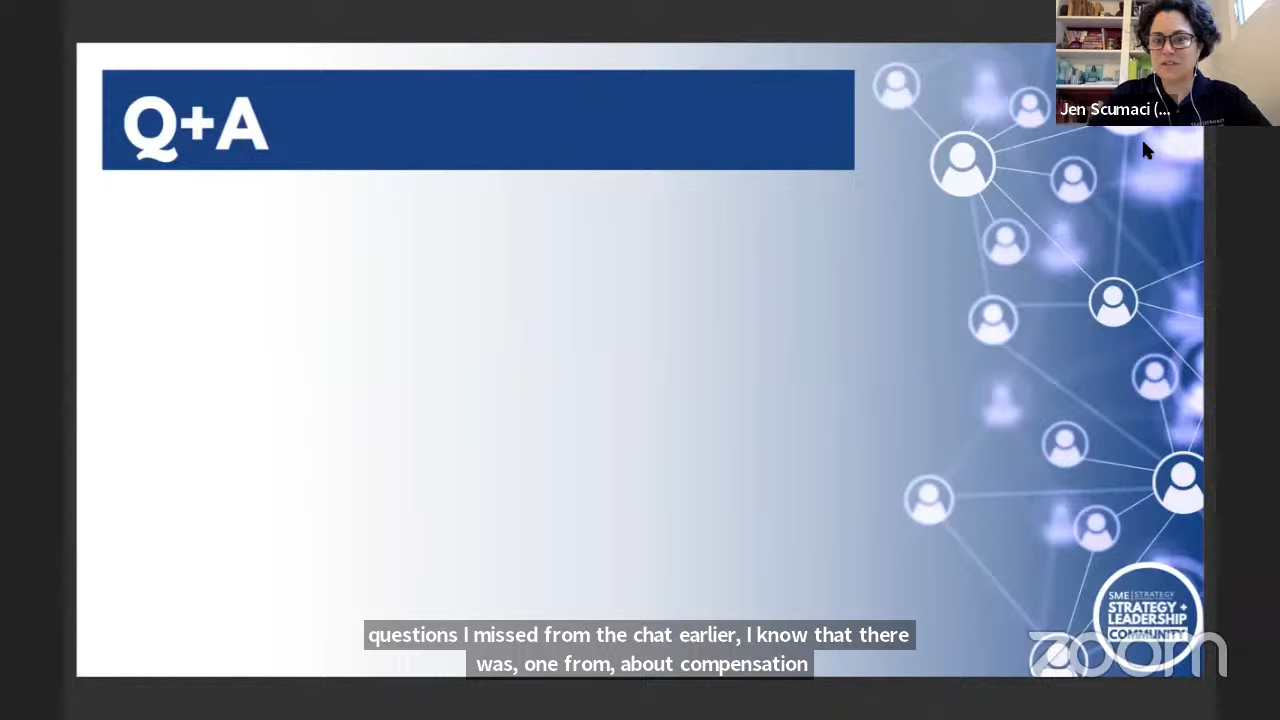 Q+A
Jen Scumaci (...
SME | STRATEGY
STRATEGY +
LEADERSHIP
COMMUNITY
zoom
questions I missed from the chat earlier, I know that there
was, one from, about compensation